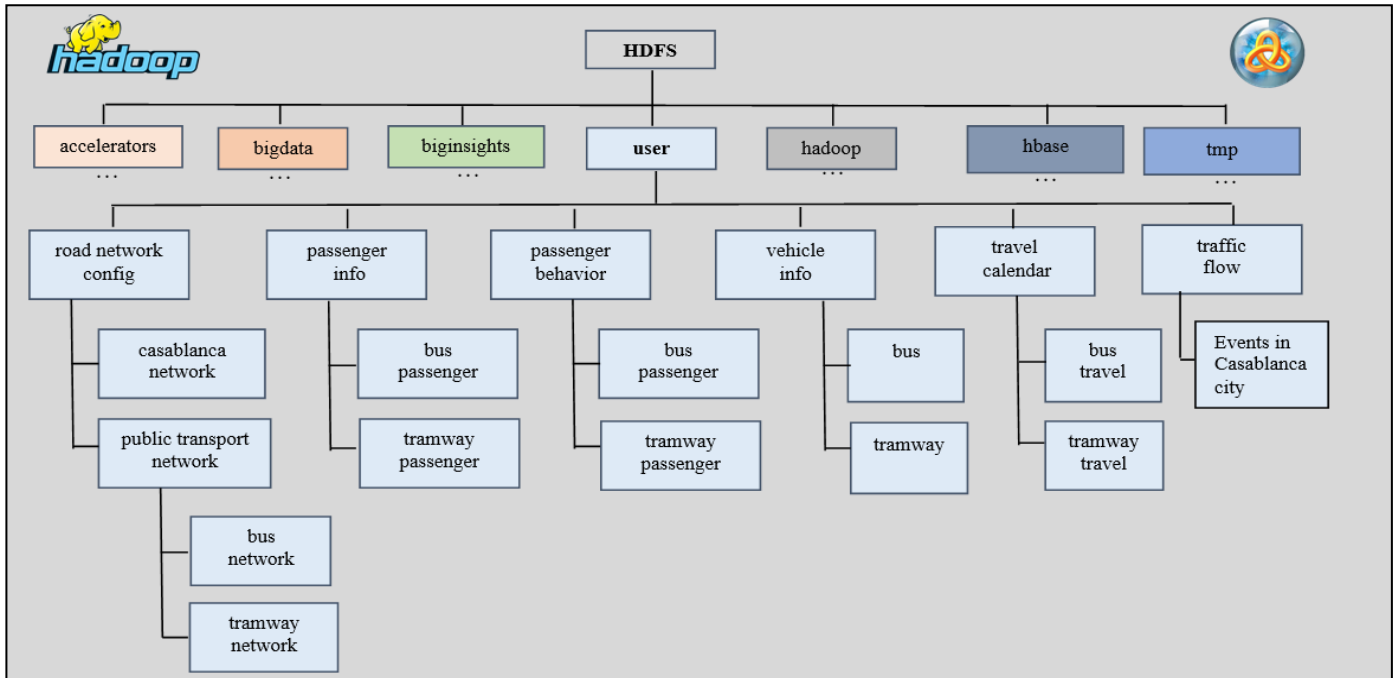 hadoop
HDFS
accelerators
bigdata
biginsights
user
hadoop
hbase
tmp
...
...
...
...
...
...
road network
config
passenger
info
passenger
behavior
vehicle
info
travel
calendar
traffic
flow
casablanca
network
bus
passenger
bus
passenger
bus
bus
travel
Events in
Casablanca
city
public transport
network
tramway
passenger
tramway
passenger
tramway
tramway
travel
bus
network
tramway
network